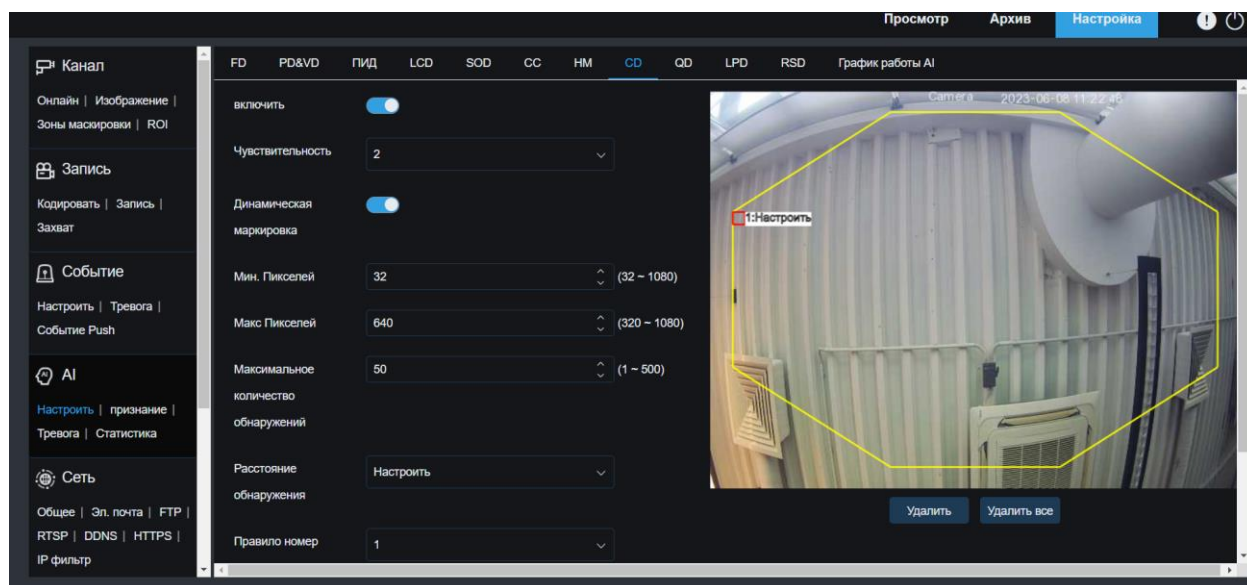 Просмотр Архив Настройка
Канал
Онлайн | Изображение |
Зоны маскировки | ROI
Запись
Кодировать | Запись |
Захват
Событие
Настроить | Тревога |
Событие Push
AI
Настроить | признание |
Тревога | Статистика
Сеть
Общее | Эл. почта | FTP |
RTSP | DDNS | HTTPS |
IP фильтр
FD PD&VD ПИД LCD SOD CC HM CD QD LPD RSD График работы AI
включить
Чувствительность 2
Динамическая
маркировка
Мин. Пикселей 32 (32 ~ 1080)
Макс Пикселей 640 (320 ~ 1080)
Максимальное 50 (1 ~ 500)
количество
обнаружений
Расстояние Настроить
обнаружения
Правило номер 1
Camera 2023-06-08 11:22:48
1:Настроить
Удалить Удалить все